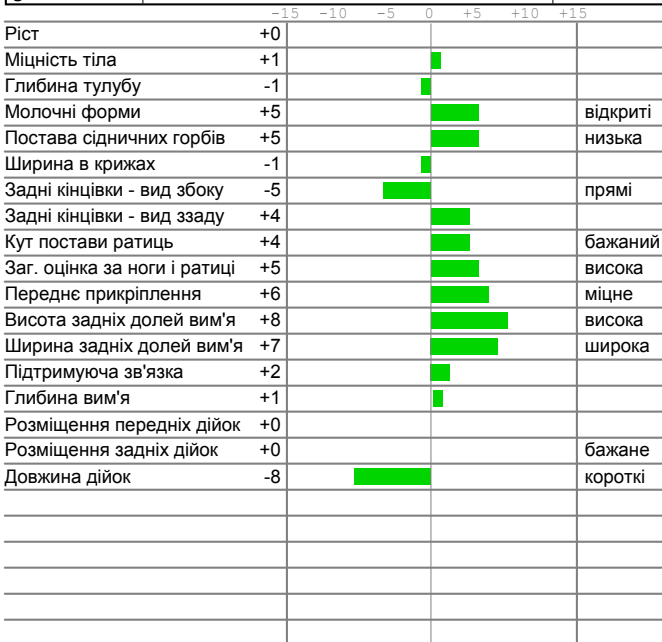 -15 -10 -5 0 +5 +10 +15
Ріст +0
Міцність тіла +1
Глибина тулубу -1
Молочні форми +5 відкриті
Постава сідничних горбів +5 низька
Ширина в крижах -1
Задні кінцівки - вид збоку -5 прямі
Задні кінцівки - вид ззаду +4
Кут постави ратиць +4 бажаний
Заг. оцінка за ноги і ратиці +5 висока
Переднє прикріплення +6 міцне
Висота задніх долей вим'я +8 висока
Ширина задніх долей вим'я +7 широка
Підтримуюча зв'язка +2
Глибина вим'я +1
Розміщення передніх дійок +0
Розміщення задніх дійок +0 бажане
Довжина дійок -8 короткі